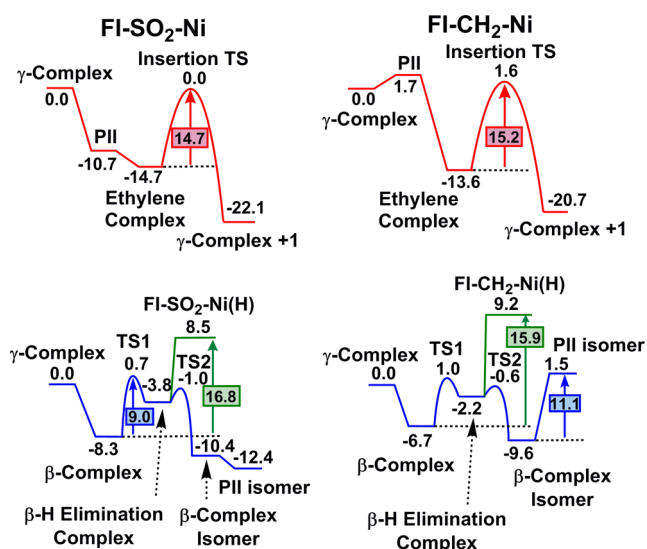 FI-SO₂-Ni
Insertion TS
γ-Complex
0.0
0.0
PII
14.7
-10.7
-14.7
Ethylene
Complex
-22.1
γ-Complex +1
FI-CH₂-Ni
Insertion TS
PII
1.6
0.0
1.7
γ-Complex
15.2
-13.6
Ethylene
Complex
-20.7
γ-Complex +1
FI-SO₂-Ni(H)
8.5
γ-Complex
TS1
0.0
0.7
TS2
-3.8
-1.0
9.0
16.8
-8.3
-10.4
-12.4
β-Complex
PII isomer
β-H Elimination
Complex
β-Complex
Isomer
FI-CH₂-Ni(H)
9.2
γ-Complex
TS1
15.9
PII isomer
0.0
1.0
TS2
1.5
-0.6
-2.2
11.1
-6.7
-9.6
β-Complex
β-Complex
Isomer
β-H Elimination
Complex